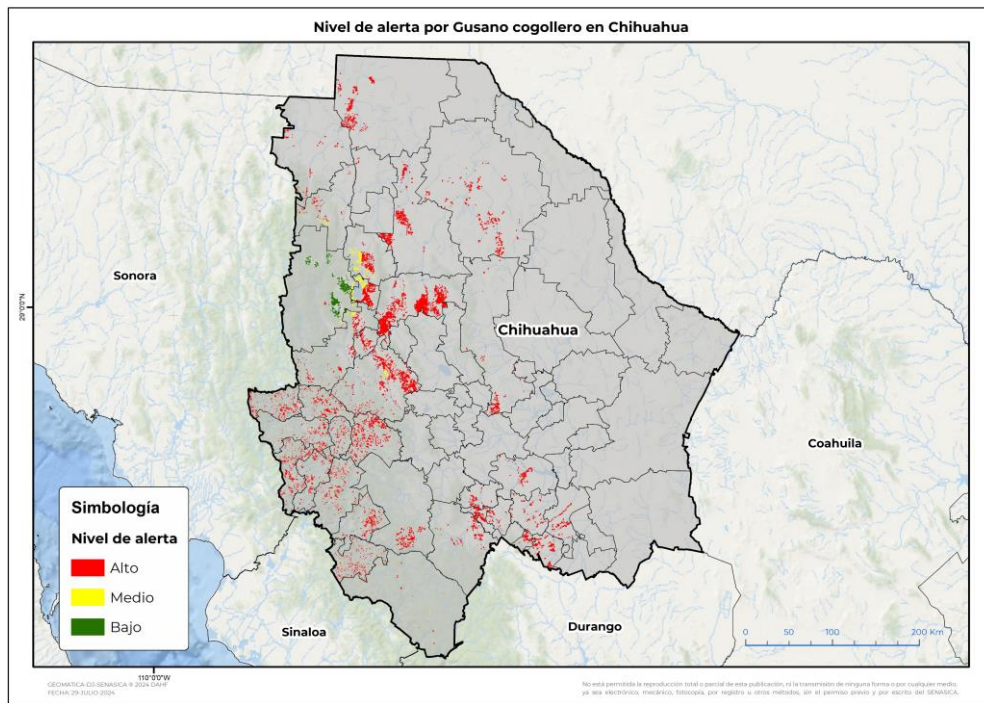 Nivel de alerta por Gusano cogollero en Chihuahua
Sonora
29°0'0"N
Chihuahua
Coahuila
Simbología
Nivel de alerta
Alto
Medio
Bajo
Sinaloa
Durango
0 50 100 200 Km
110°0'0"
GEOMATICA-CG-SENASICA © 2024 DAHF
FECHA: 29-JULIO-2024
No está permitida la reproducción total o parcial de esta publicación, ni la transmisión de ninguna forma o por cualquier medio,
ya sea electrónico, mecánico, fotocopia, por registro u otros métodos, sin el permiso previo y por escrito del SENASICA.